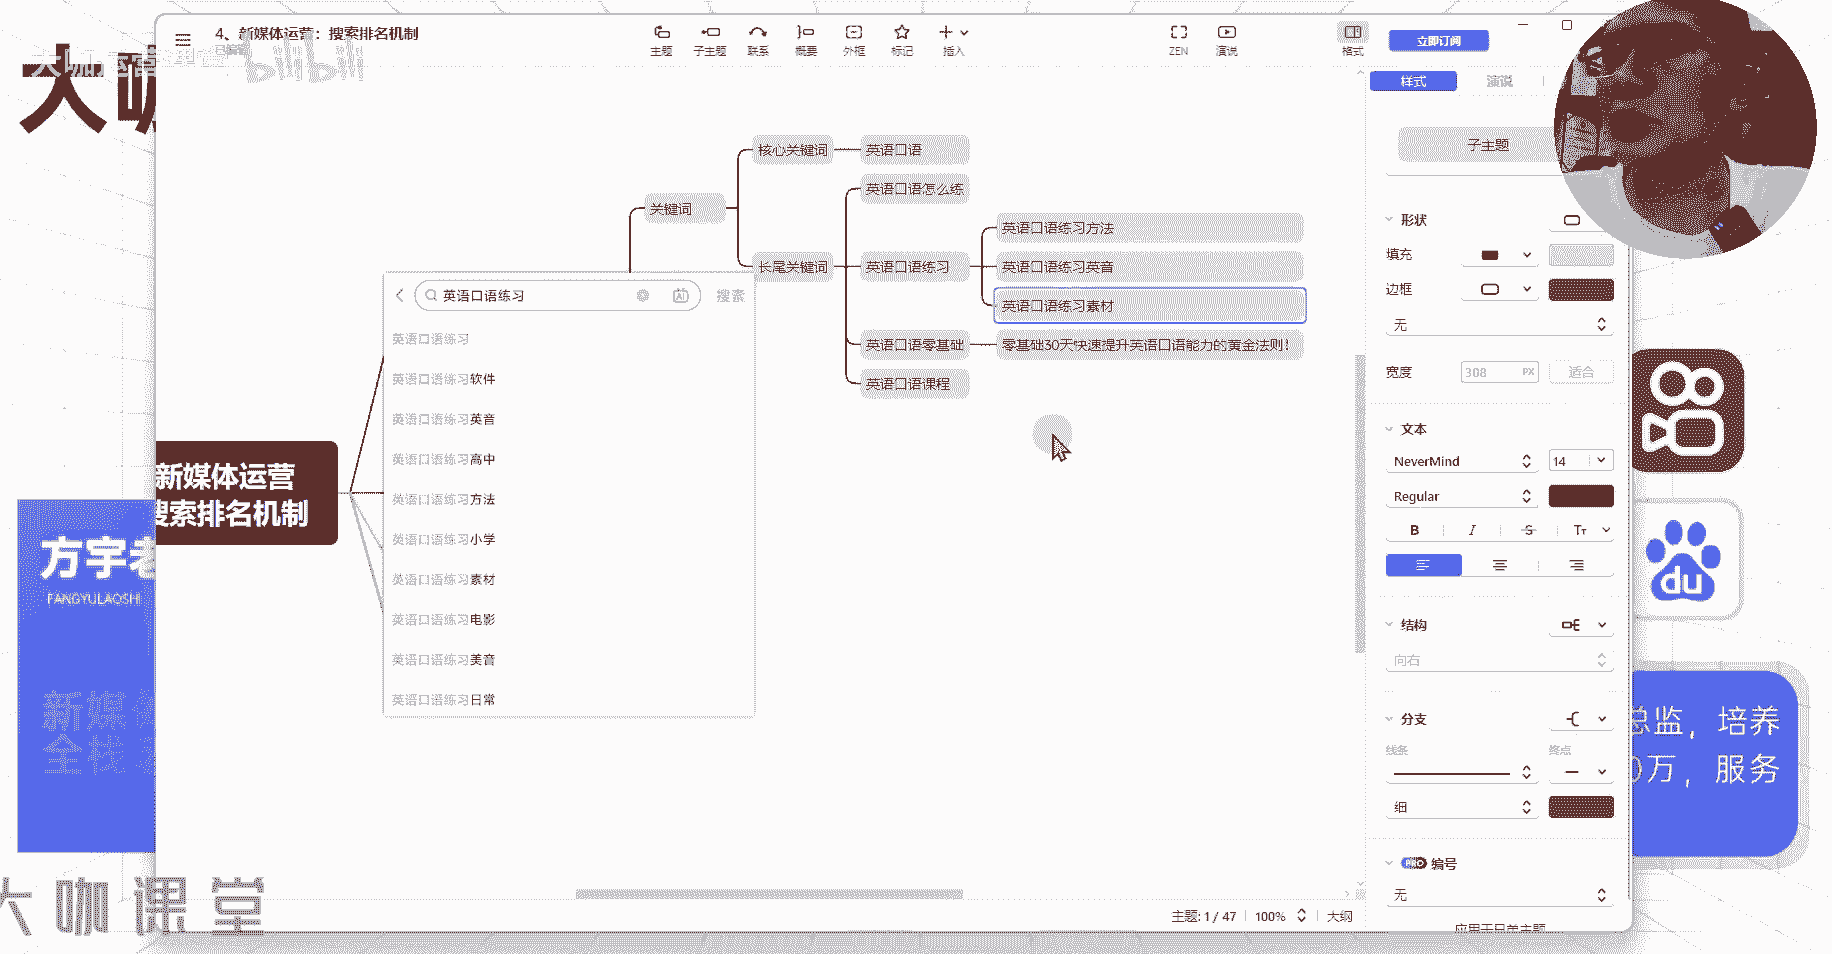 4、新媒体运营：搜索排名机制
已编辑
主题
子主题
联系
概要
外框
标记
插入
ZEN
演说
格式
立即订阅
大咖运营
bilibili
大咖
样式
演说
子主题
形状
填充
边框
无
宽度
308
PX
适合
文本
NeverMind
14
Regular
B
I
S
Tт
结构
向右
分支
线条
终点
细
PRO
编号
无
核心关键词
英语口语
英语口语怎么练
关键词
英语口语练习方法
长尾关键词
英语口语练习
英语口语练习英音
英语口语练习素材
英语口语零基础
零基础30天快速提升英语口语能力的黄金法则！
英语口语课程
英语口语练习
AI
搜索
英语口语练习
英语口语练习软件
英语口语练习英音
英语口语练习高中
英语口语练习方法
英语口语练习小学
英语口语练习素材
英语口语练习电影
英语口语练习美音
英语口语练习日常
新媒体运营
搜索排名机制
方宇老
FANGYULAOSHI
新媒体
全栈
du
总监，培养
0万，服务
大咖课堂
主题: 1 / 47
100%
大纲